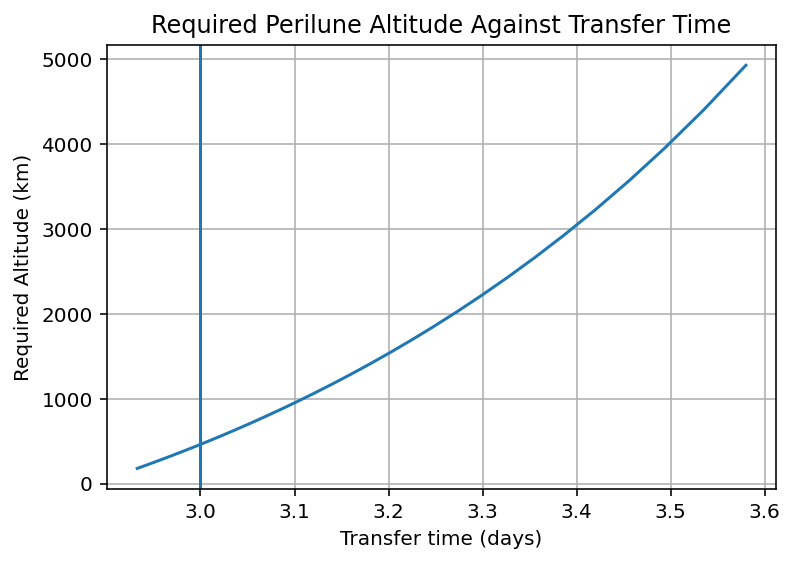 Required Perilune Altitude Against Transfer Time
5000
4000
3000
2000
1000
0
Required Altitude (km)
3.0 3.1 3.2 3.3 3.4 3.5 3.6
Transfer time (days)